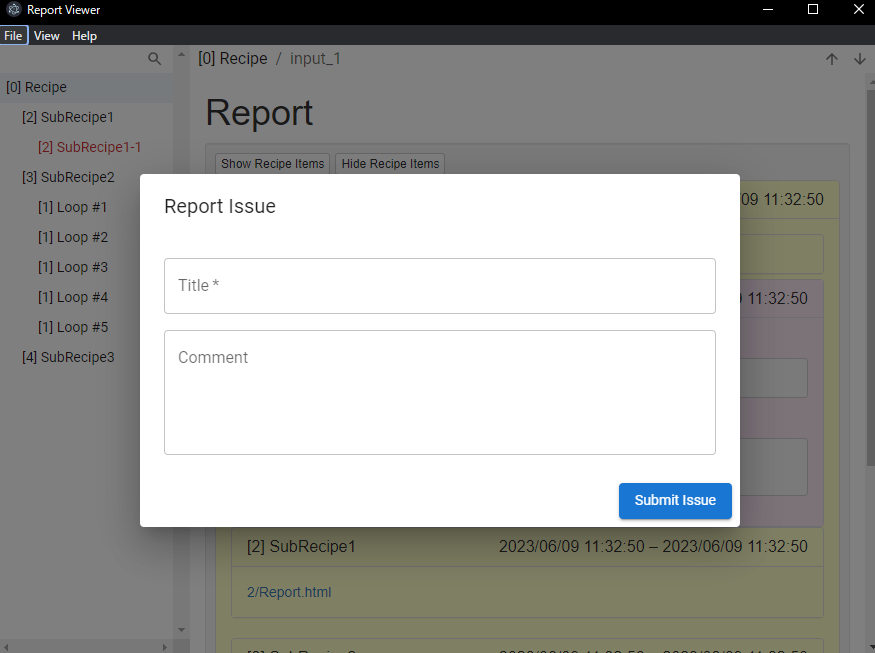 Report Viewer
File View Help
[0] Recipe / input_1
[0] Recipe
[2] SubRecipe1
[2] SubRecipe1-1
[3] SubRecipe2
[1] Loop #1
[1] Loop #2
[1] Loop #3
[1] Loop #4
[1] Loop #5
[4] SubRecipe3
Report
Show Recipe Items Hide Recipe Items
09 11:32:50
11:32:50
Report Issue
Title *
Comment
Submit Issue
[2] SubRecipe1 2023/06/09 11:32:50 – 2023/06/09 11:32:50
2/Report.html